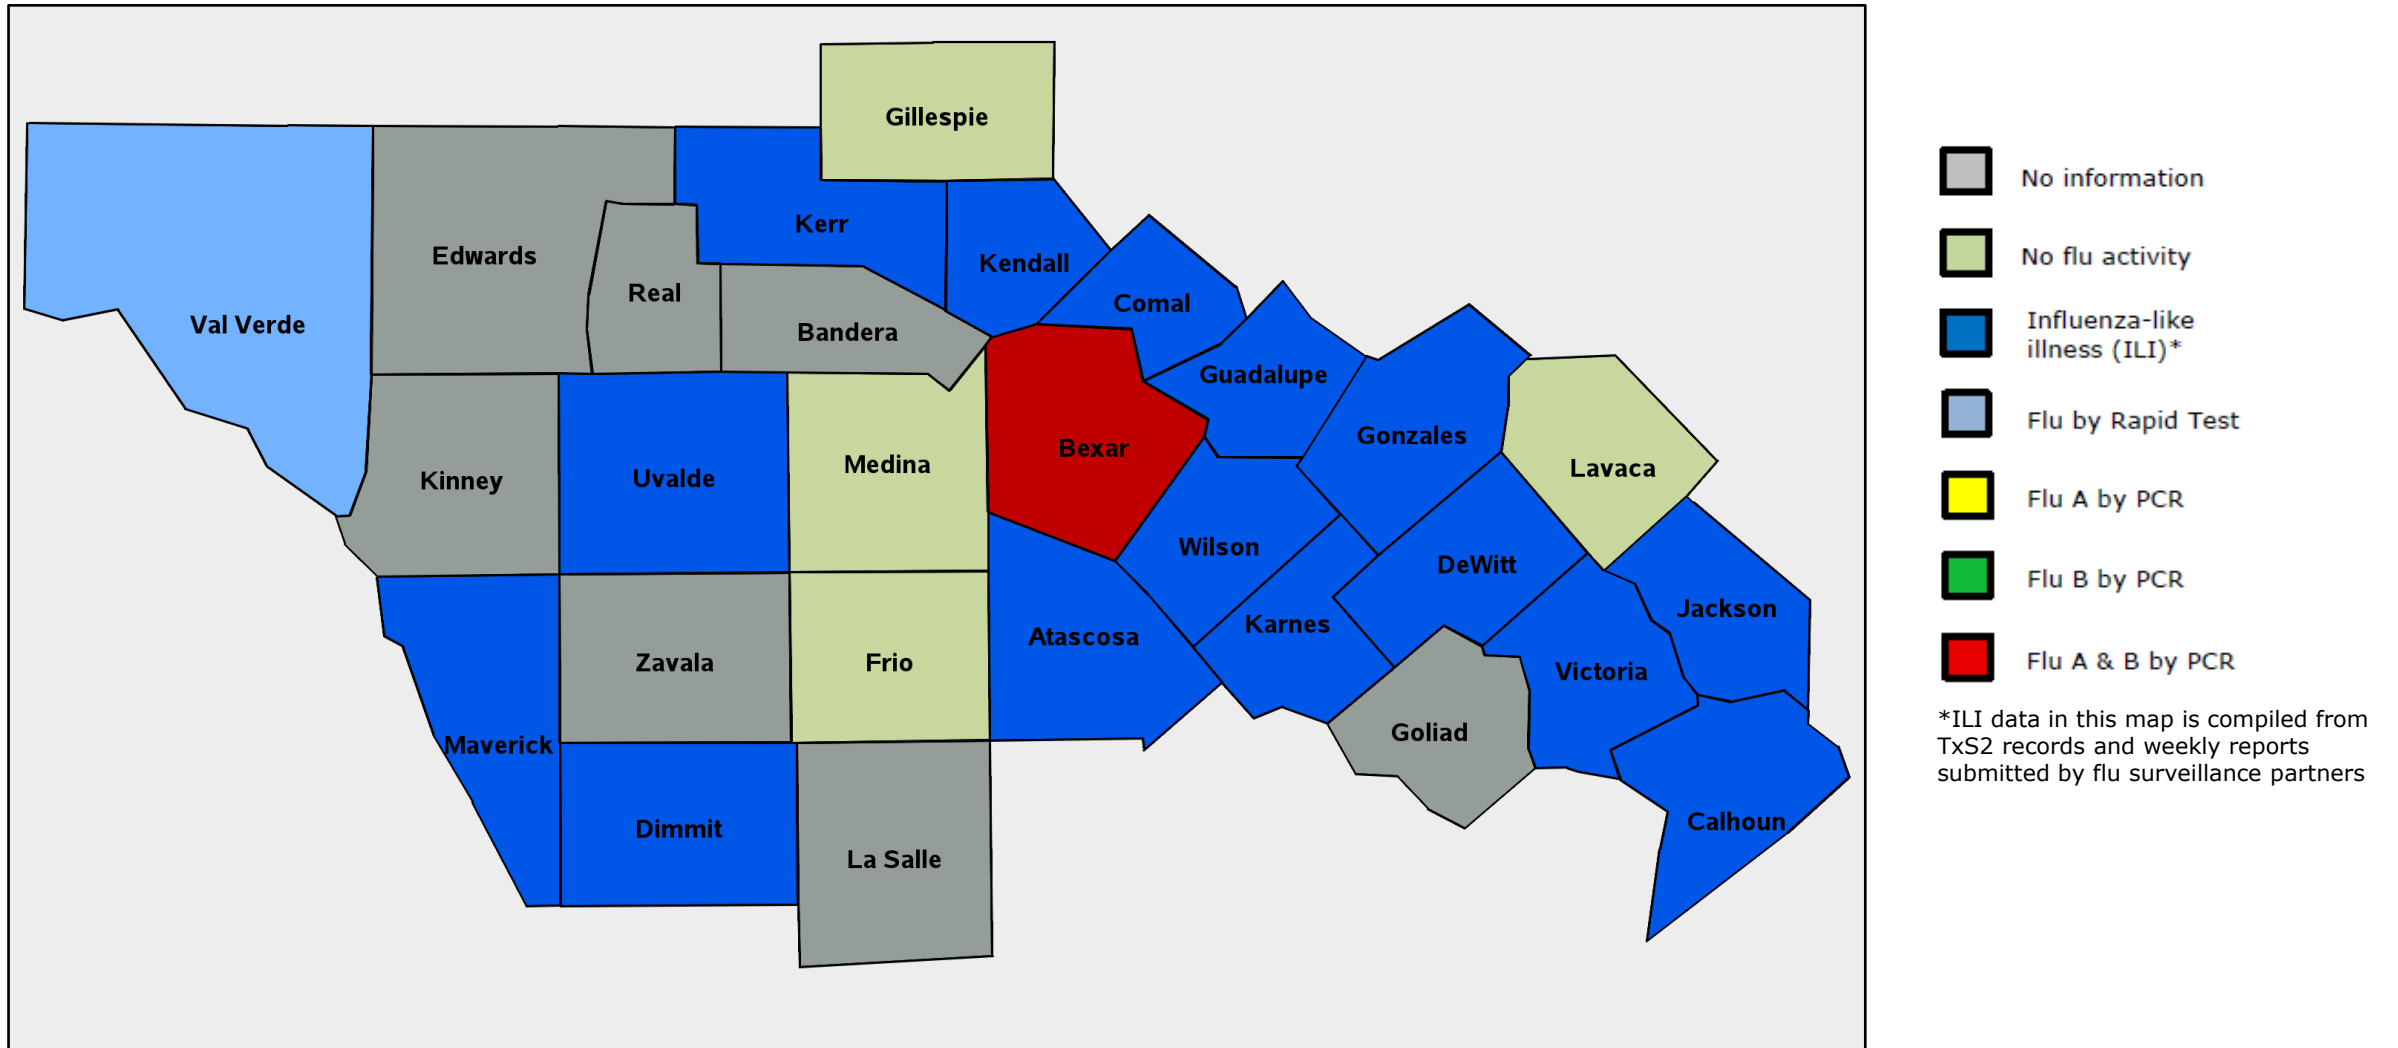 Gillespie
Kerr
Edwards
Kendall
Real
Comal
Val Verde
Bandera
Guadalupe
Gonzales
Bexar
Medina
Lavaca
Uvalde
Kinney
Wilson
DeWitt
Jackson
Karnes
Atascosa
Zavala
Frio
Victoria
Goliad
Maverick
Calhoun
Dimmit
La Salle
No information
No flu activity
Influenza-like
illness (ILI)*
Flu by Rapid Test
Flu A by PCR
Flu B by PCR
Flu A & B by PCR
*ILI data in this map is compiled from
TxS2 records and weekly reports
submitted by flu surveillance partners